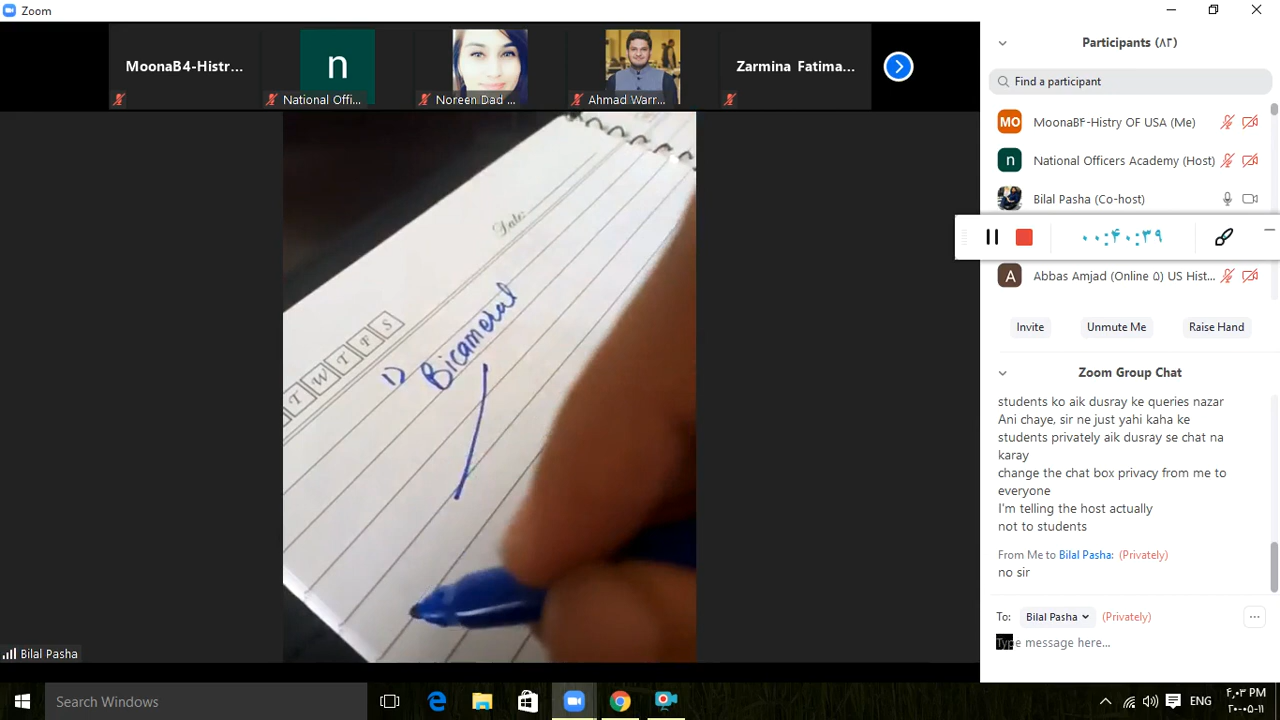 Zoom
MoonaB4-Histr...
n
National Offi...
Noreen Dad ...
Ahmad Warr...
Zarmina Fatima...
Date:
T W T F S
1) Bicameral
Bilal Pasha
Participants (۸۲)
Find a participant
MO MoonaB۴-Histry OF USA (Me)
n National Officers Academy (Host)
Bilal Pasha (Co-host)
۰۰:۴۰:۳۹
A Abbas Amjad (Online ۵) US Hist...
Invite Unmute Me Raise Hand
Zoom Group Chat
students ko aik dusray ke queries nazar
Ani chaye, sir ne just yahi kaha ke
students privately aik dusray se chat na
karay
change the chat box privacy from me to
everyone
I'm telling the host actually
not to students
From Me to Bilal Pasha: (Privately)
no sir
To: Bilal Pasha (Privately)
Type message here...
Search Windows
ENG
۲:۰۳ PM
۲۰۰۰-۰۵-۱۱